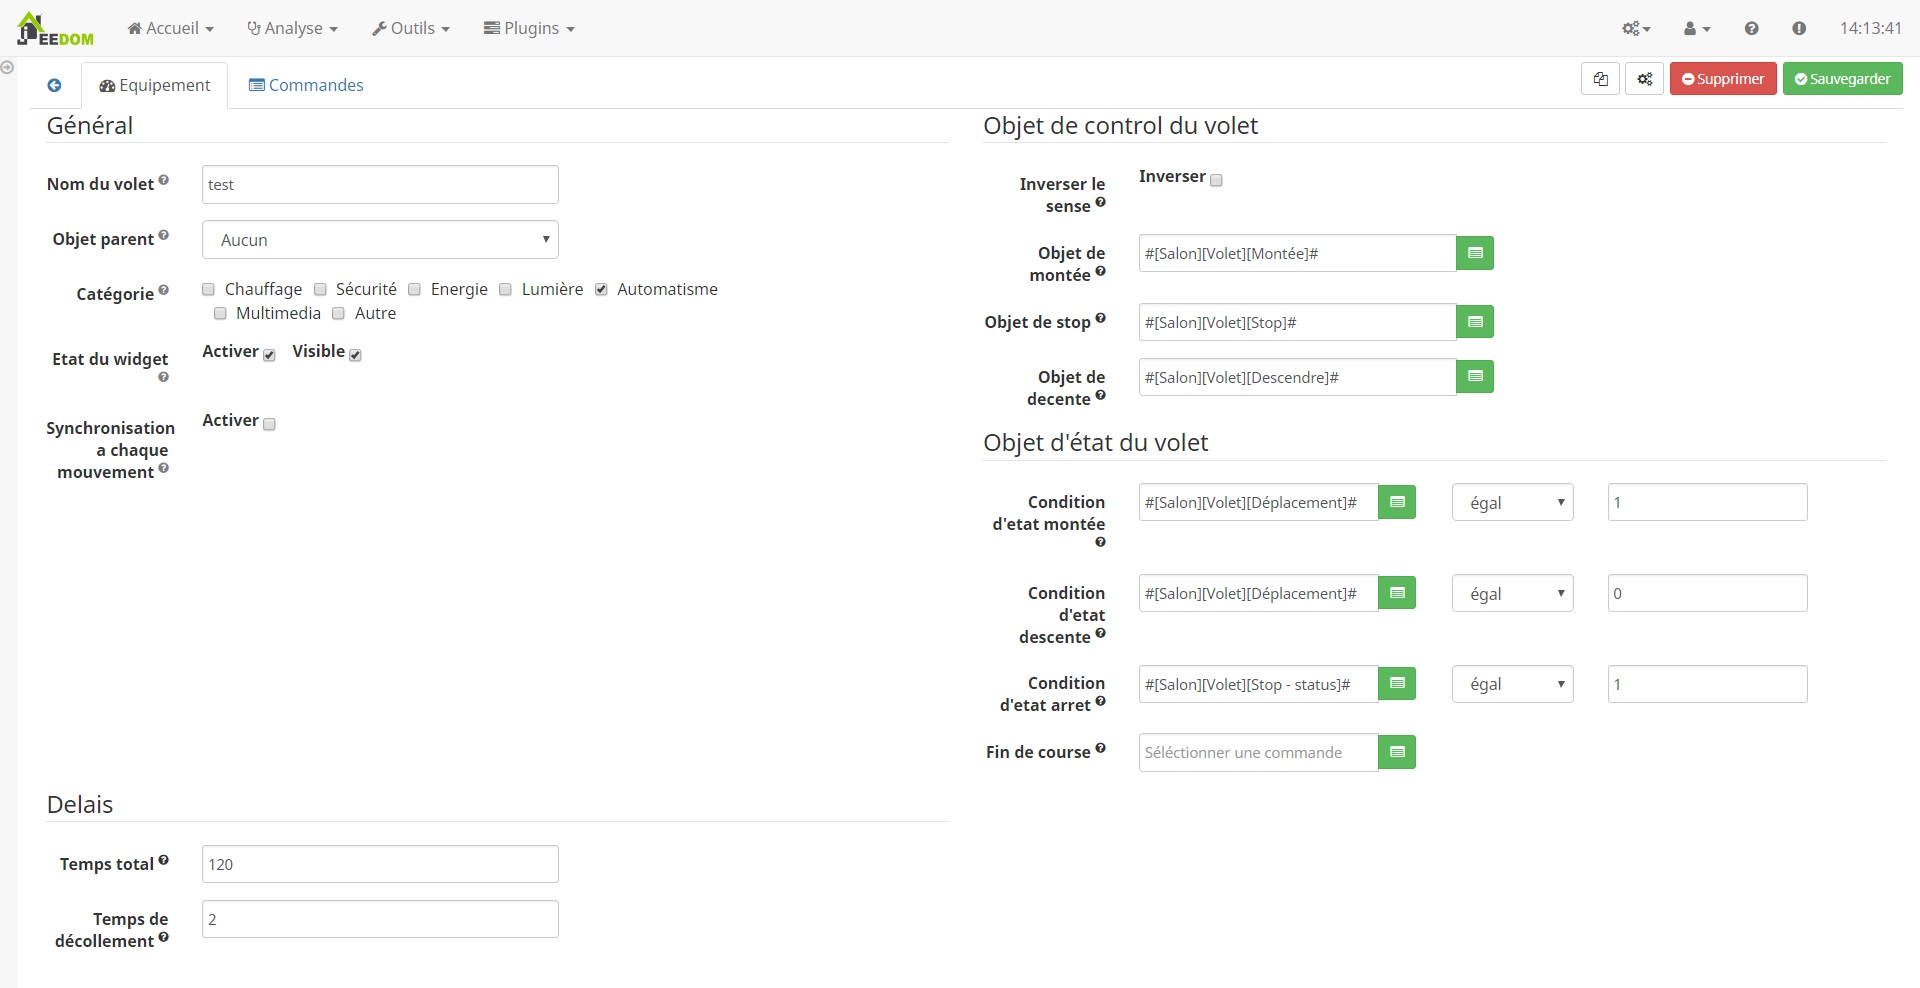 JEEDOM Accueil Analyse Outils Plugins 14:13:41
Equipement Commandes Supprimer Sauvegarder
Général
Nom du volet test
Objet parent Aucun
Catégorie Chauffage Sécurité Energie Lumière Automatisme
Multimedia Autre
Etat du widget Activer Visible
Synchronisation Activer
a chaque
mouvement
Objet de control du volet
Inverser le Inverser
sense
Objet de #[Salon][Volet][Montée]#
montée
Objet de stop #[Salon][Volet][Stop]#
Objet de #[Salon][Volet][Descendre]#
decente
Objet d'état du volet
Condition #[Salon][Volet][Déplacement]# égal 1
d'etat montée
Condition #[Salon][Volet][Déplacement]# égal 0
d'etat
descente
Condition #[Salon][Volet][Stop - status]# égal 1
d'etat arret
Fin de course Séléctionner une commande
Delais
Temps total 120
Temps de 2
décollement